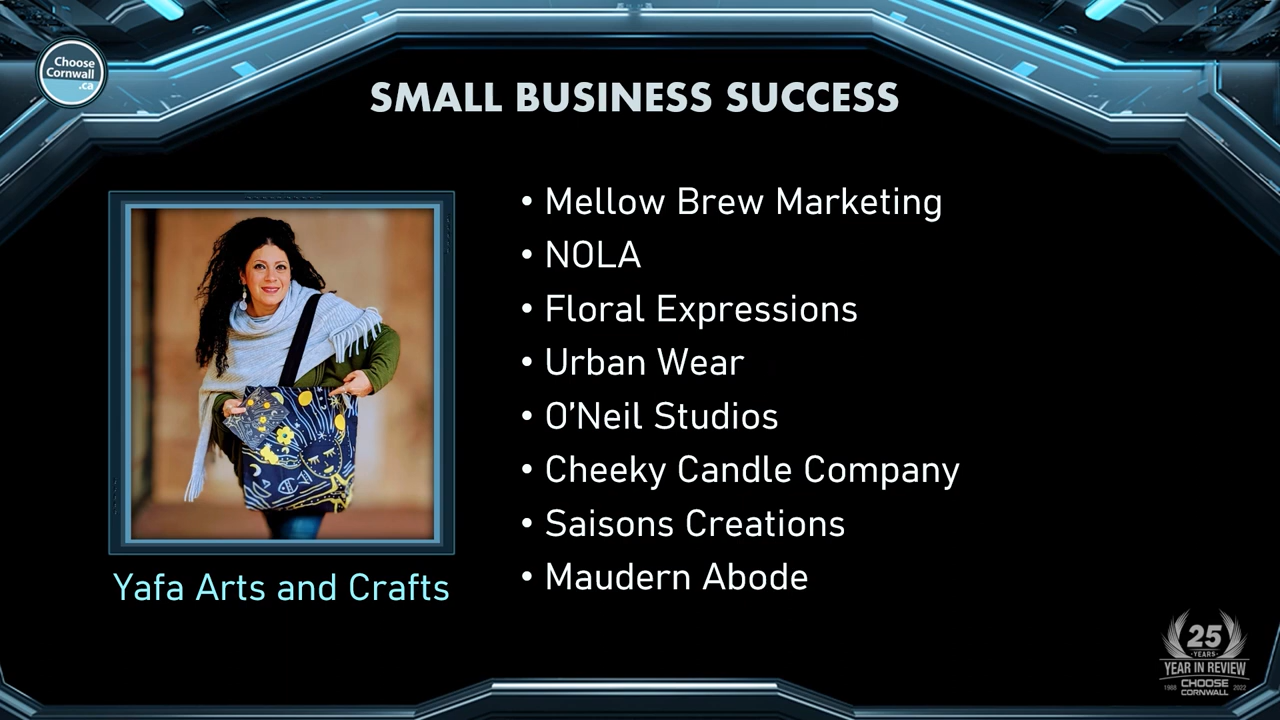 Choose
Cornwall
.ca
SMALL BUSINESS SUCCESS
• Mellow Brew Marketing
• NOLA
• Floral Expressions
• Urban Wear
• O’Neil Studios
• Cheeky Candle Company
• Saisons Creations
• Maudern Abode
Yafa Arts and Crafts
25
-YEARS-
YEAR IN REVIEW
CHOOSE
CORNWALL
2022